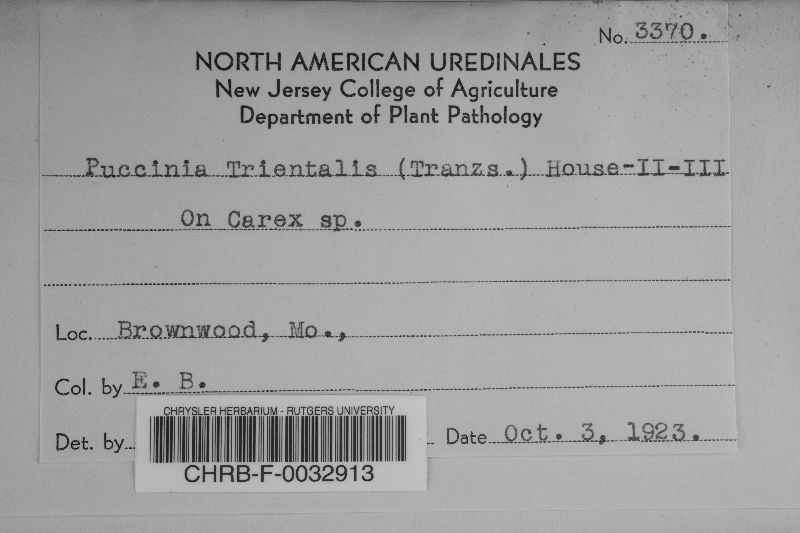 No. 3370.
NORTH AMERICAN UREDINALES
New Jersey College of Agriculture
Department of Plant Pathology
Puccinia Trientalis (Tranzs.) House-II-III
On Carex sp.
Loc. Brownwood, Mo.,
Col. by E. B.
CHRYSLER HERBARIUM - RUTGERS UNIVERSITY
Det. by Date Oct. 3, 1923.
CHRB-F-0032913